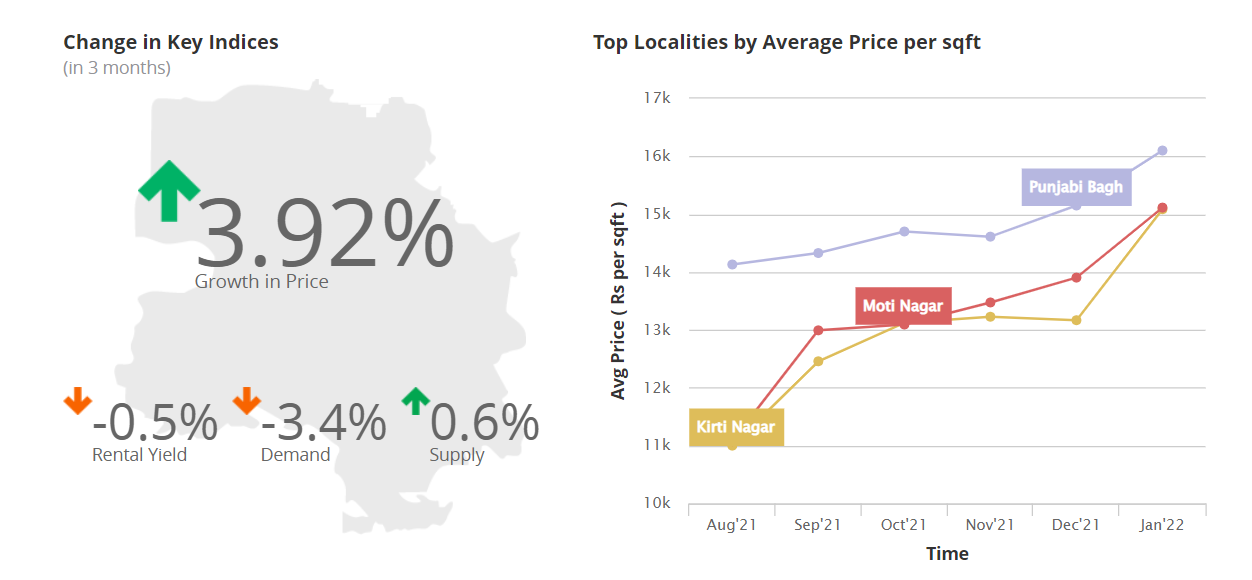 Change in Key Indices
(in 3 months)
3.92%
Growth in Price
-0.5%
Rental Yield
-3.4%
Demand
0.6%
Supply
Top Localities by Average Price per sqft
Avg Price ( Rs per sqft )
17k
16k
15k
14k
13k
12k
11k
10k
Punjabi Bagh
Moti Nagar
Kirti Nagar
Aug'21
Sep'21
Oct'21
Nov'21
Dec'21
Jan'22
Time